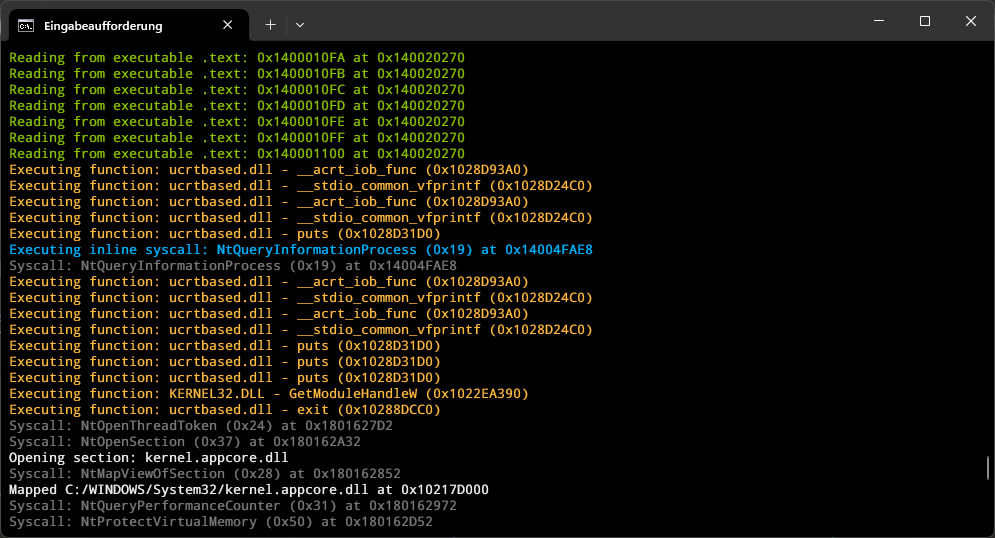 Eingabeaufforderung
Reading from executable .text: 0x1400010FA at 0x140020270
Reading from executable .text: 0x1400010FB at 0x140020270
Reading from executable .text: 0x1400010FC at 0x140020270
Reading from executable .text: 0x1400010FD at 0x140020270
Reading from executable .text: 0x1400010FE at 0x140020270
Reading from executable .text: 0x1400010FF at 0x140020270
Reading from executable .text: 0x140001100 at 0x140020270
Executing function: ucrtbased.dll - __acrt_iob_func (0x1028D93A0)
Executing function: ucrtbased.dll - __stdio_common_vfprintf (0x1028D24C0)
Executing function: ucrtbased.dll - __acrt_iob_func (0x1028D93A0)
Executing function: ucrtbased.dll - __stdio_common_vfprintf (0x1028D24C0)
Executing function: ucrtbased.dll - puts (0x1028D31D0)
Executing inline syscall: NtQueryInformationProcess (0x19) at 0x14004FAE8
Syscall: NtQueryInformationProcess (0x19) at 0x14004FAE8
Executing function: ucrtbased.dll - __acrt_iob_func (0x1028D93A0)
Executing function: ucrtbased.dll - __stdio_common_vfprintf (0x1028D24C0)
Executing function: ucrtbased.dll - __acrt_iob_func (0x1028D93A0)
Executing function: ucrtbased.dll - __stdio_common_vfprintf (0x1028D24C0)
Executing function: ucrtbased.dll - puts (0x1028D31D0)
Executing function: ucrtbased.dll - puts (0x1028D31D0)
Executing function: ucrtbased.dll - puts (0x1028D31D0)
Executing function: KERNEL32.DLL - GetModuleHandleW (0x1022EA390)
Executing function: ucrtbased.dll - exit (0x10288DCC0)
Syscall: NtOpenThreadToken (0x24) at 0x1801627D2
Syscall: NtOpenSection (0x37) at 0x180162A32
Opening section: kernel.appcore.dll
Syscall: NtMapViewOfSection (0x28) at 0x180162852
Mapped C:/WINDOWS/System32/kernel.appcore.dll at 0x10217D000
Syscall: NtQueryPerformanceCounter (0x31) at 0x180162972
Syscall: NtProtectVirtualMemory (0x50) at 0x180162D52